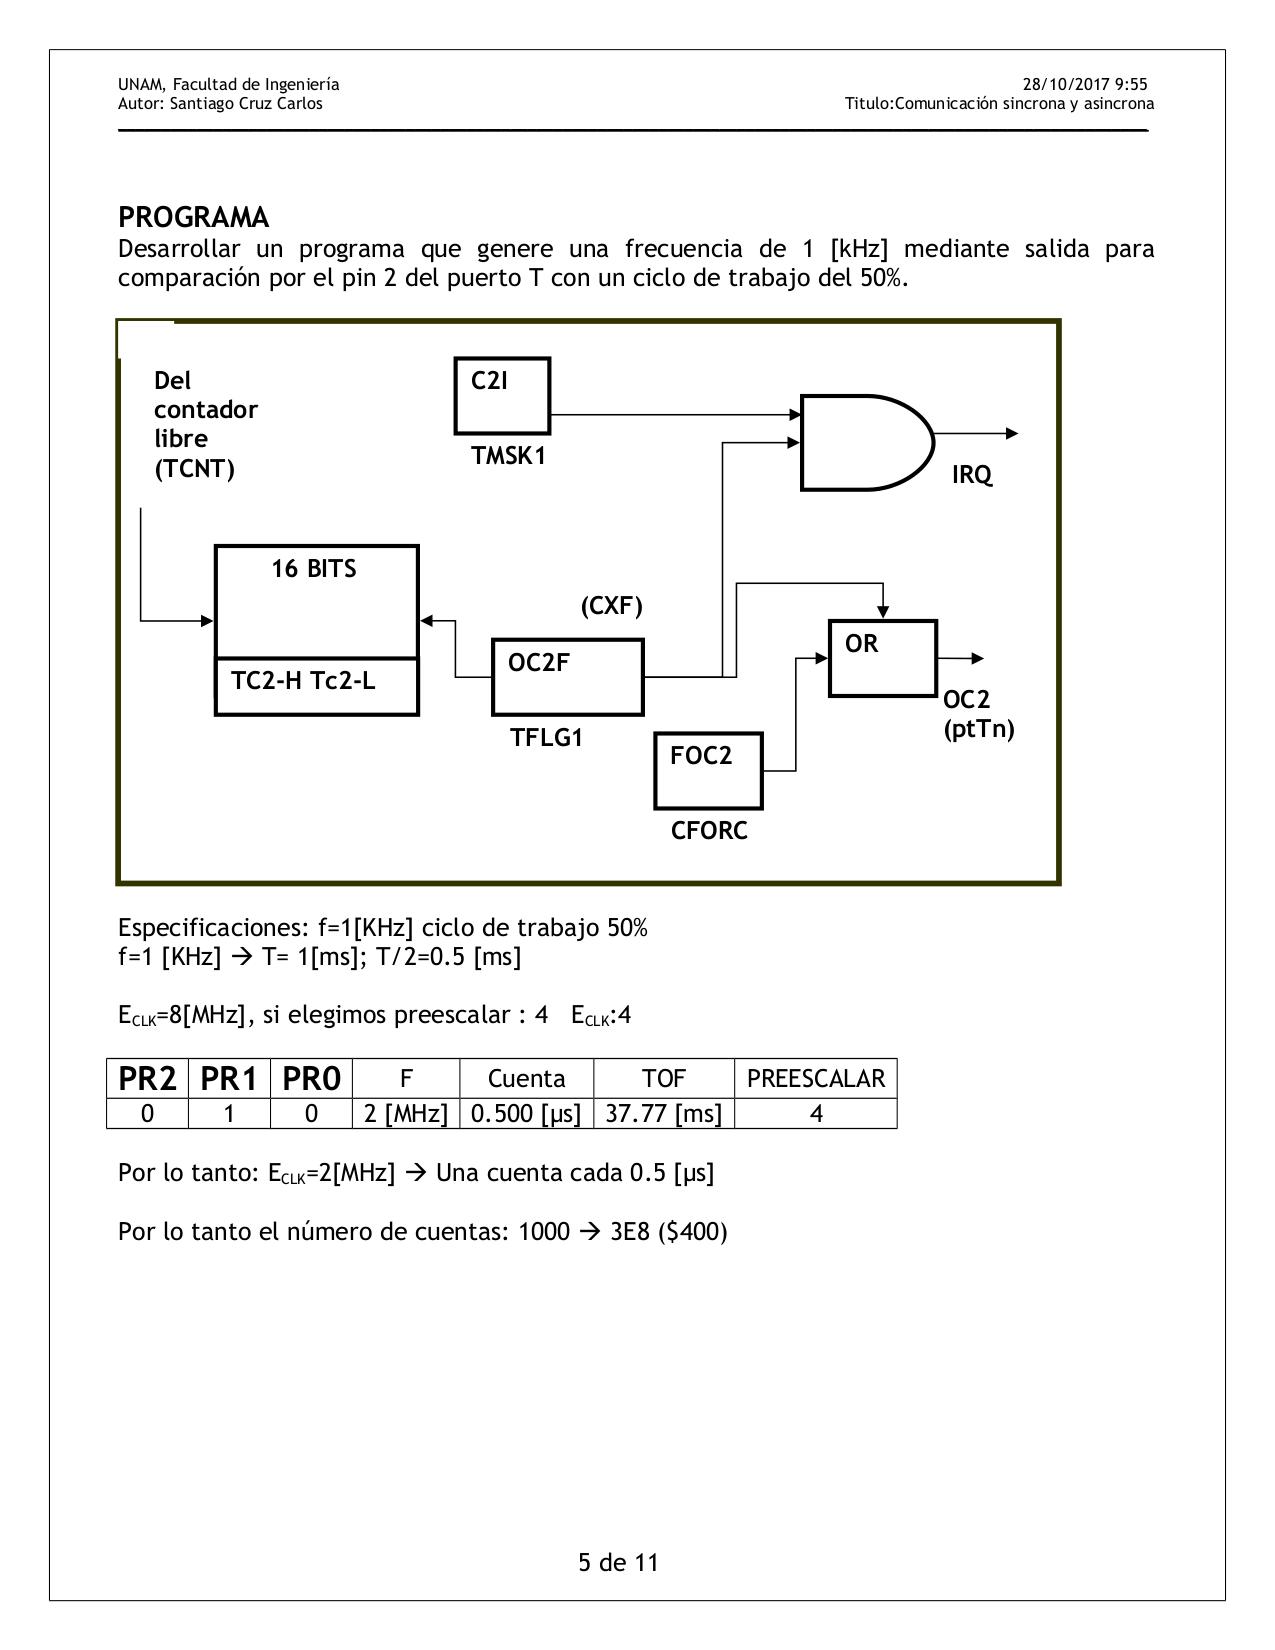 UNAM, Facultad de Ingeniería 28/10/2017 9:55
Autor: Santiago Cruz Carlos Titulo:Comunicación sincrona y asincrona
PROGRAMA
Desarrollar un programa que genere una frecuencia de 1 [kHz] mediante salida para
comparación por el pin 2 del puerto T con un ciclo de trabajo del 50%.
Del
contador
libre
(TCNT)
C2I
TMSK1
IRQ
16 BITS
TC2-H Tc2-L
(CXF)
OC2F
TFLG1
OR
OC2
(ptTn)
FOC2
CFORC
Especificaciones: f=1[KHz] ciclo de trabajo 50%
f=1 [KHz] → T= 1[ms]; T/2=0.5 [ms]
ECLK=8[MHz], si elegimos preescalar : 4 ECLK:4
PR2 PR1 PR0 F Cuenta TOF PREESCALAR
0 1 0 2 [MHz] 0.500 [µs] 37.77 [ms] 4
Por lo tanto: ECLK=2[MHz] → Una cuenta cada 0.5 [µs]
Por lo tanto el número de cuentas: 1000 → 3E8 ($400)
5 de 11